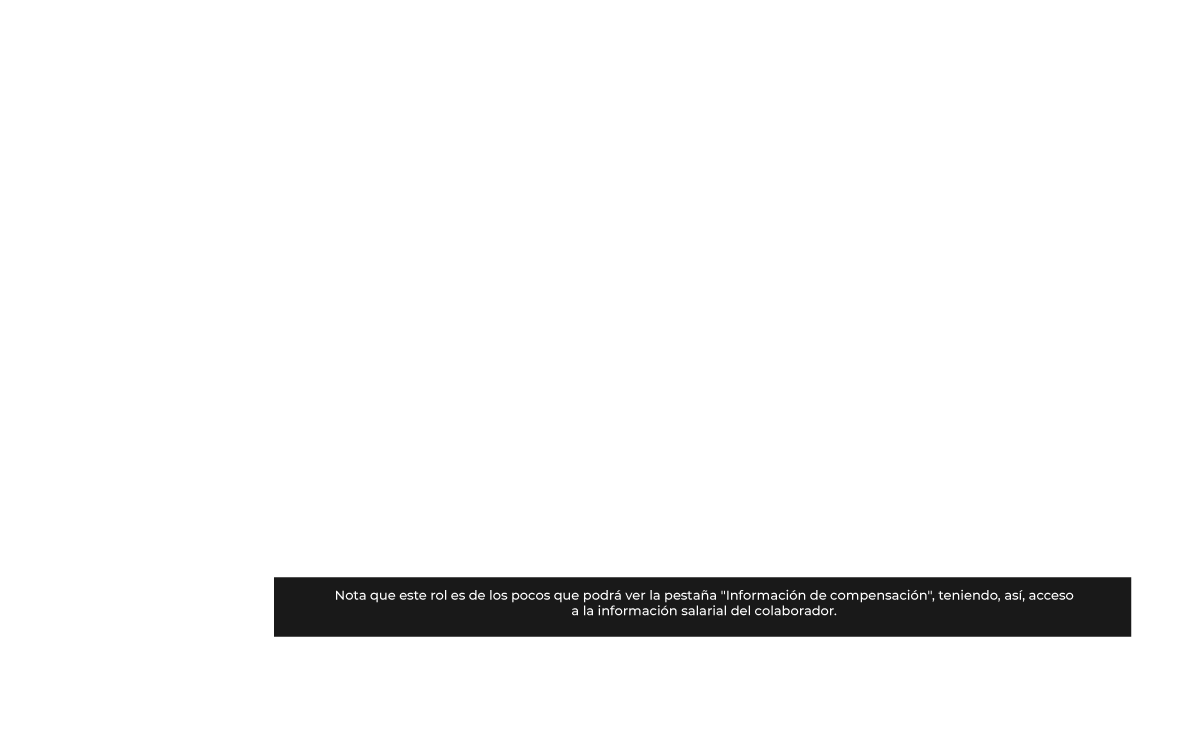 Nota que este rol es de los pocos que podrá ver la pestaña "Información de compensación", teniendo, así, acceso
a la información salarial del colaborador.